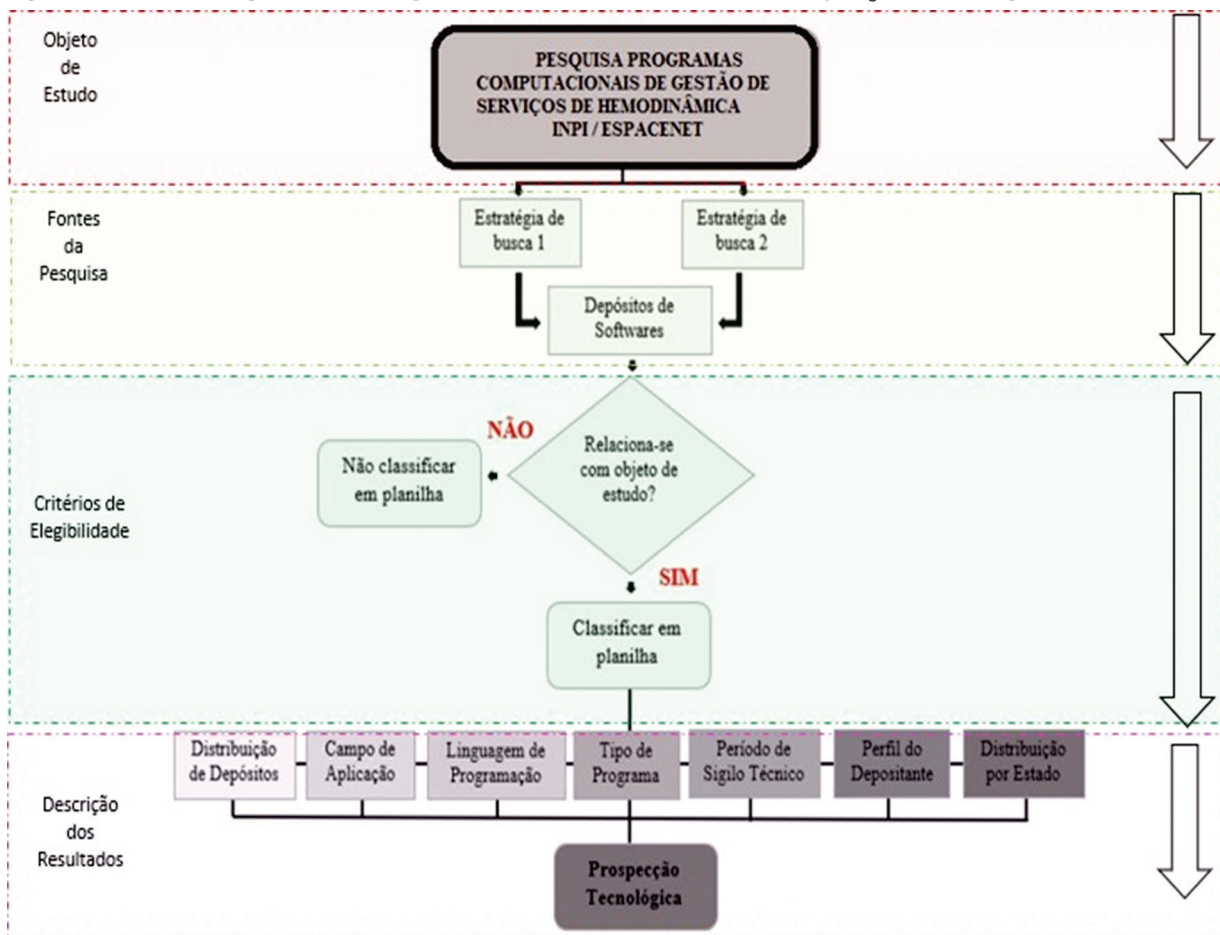 Objeto
de
Estudo
PESQUISA PROGRAMAS
COMPUTACIONAIS DE GESTÃO DE
SERVIÇOS DE HEMODINÂMICA
INPI / ESPACENET
Fontes
da
Pesquisa
Estratégia de
busca 1
Estratégia de
busca 2
Depósitos de
Softwares
Critérios de
Elegibilidade
Relaciona-se
com objeto de
estudo?
NÃO
Não classificar
em planilha
SIM
Classificar em
planilha
Descrição
dos
Resultados
Distribuição
de Depósitos
Campo de
Aplicação
Linguagem de
Programação
Tipo de
Programa
Período de
Sigilo Técnico
Perfil do
Depositante
Distribuição
por Estado
Prospecção
Tecnológica